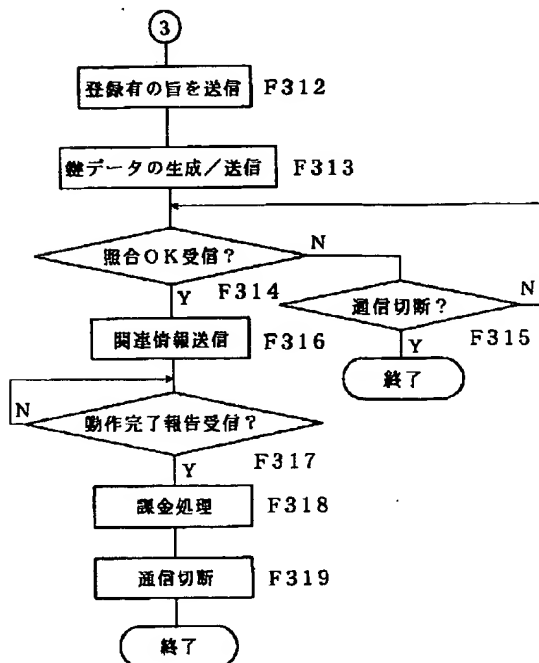 3
登録有の旨を送信 F312
鍵データの生成/送信 F313
照合OK受信? N
Y F314
通信切断? N
関連情報送信 F316
Y F315
終了
N
動作完了報告受信?
Y F317
課金処理 F318
通信切断 F319
終了